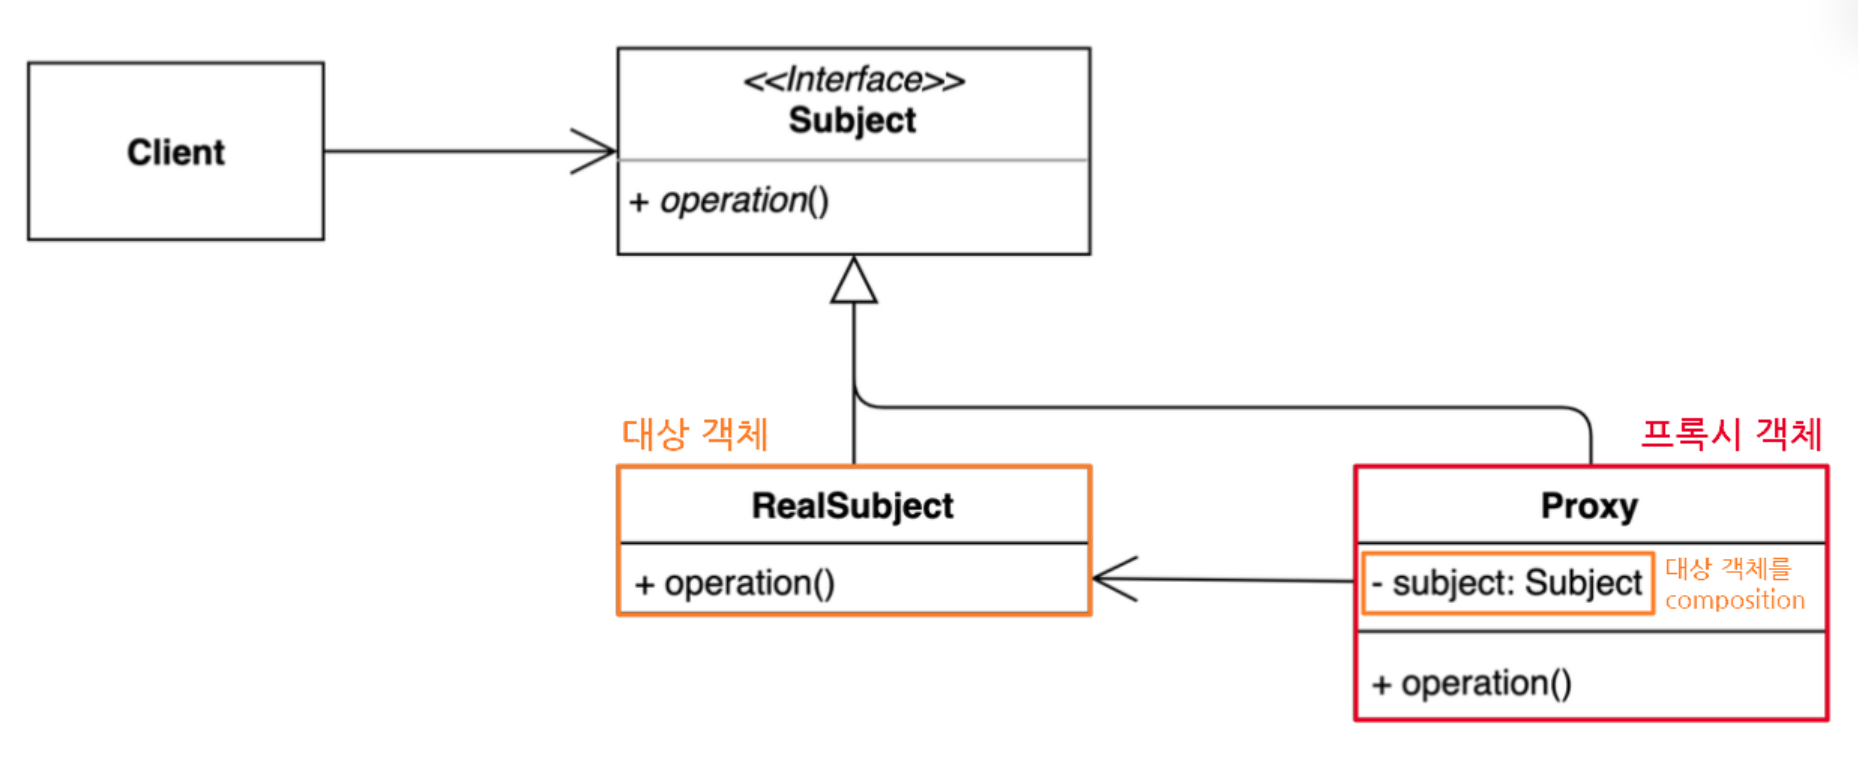 Client
<<Interface>>
Subject
+ operation()
대상 객체
프록시 객체
RealSubject
+ operation()
Proxy
- subject: Subject
대상 객체를
composition
+ operation()